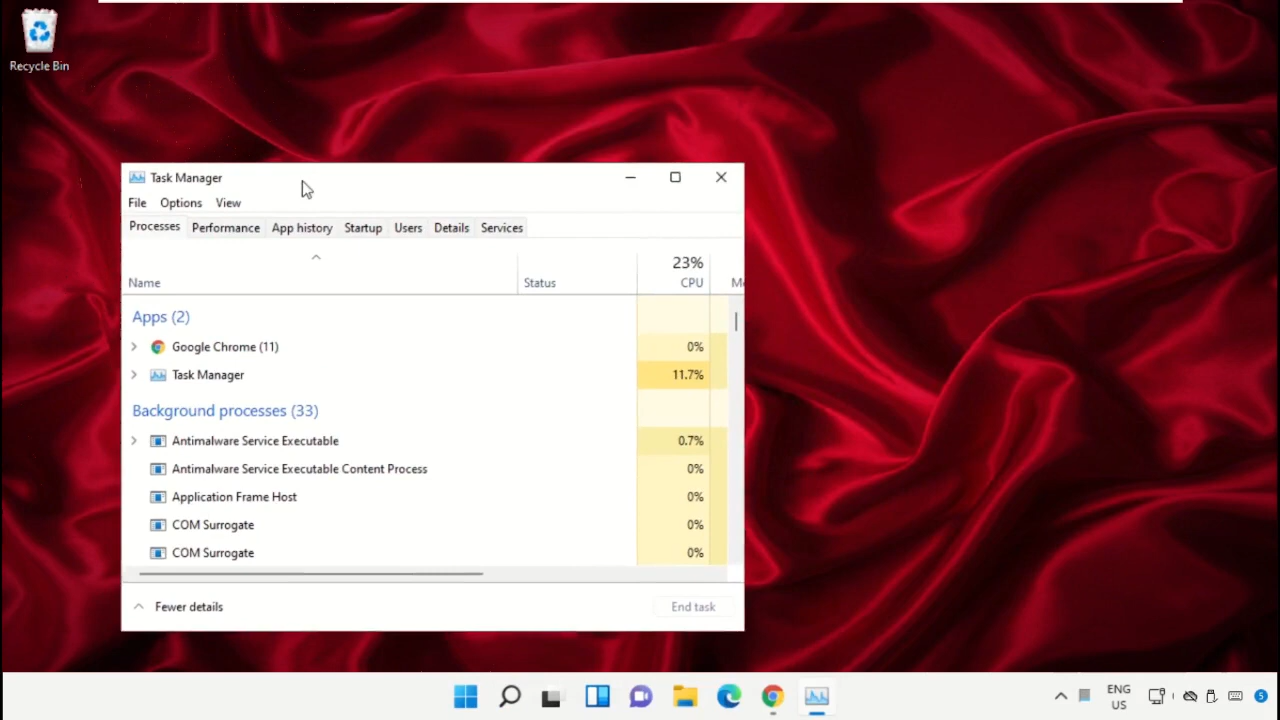 Recycle Bin
Task Manager
File Options View
Processes Performance App history Startup Users Details Services
23%
Name Status CPU
Apps (2)
Google Chrome (11) 0%
Task Manager 11.7%
Background processes (33)
Antimalware Service Executable 0.7%
Antimalware Service Executable Content Process 0%
Application Frame Host 0%
COM Surrogate 0%
COM Surrogate 0%
Fewer details End task
ENG
US
5